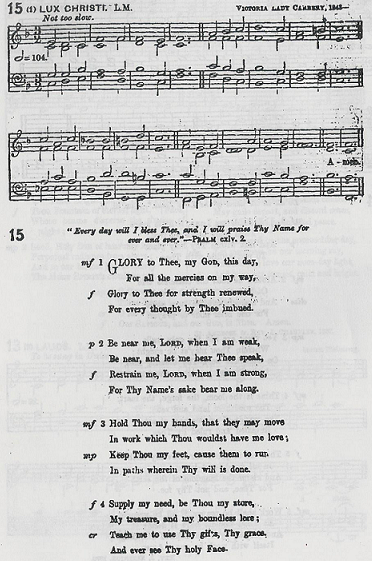 15 (1) LUX CHRISTI. L.M. VICTORIA LADY CARBERY, 1845—
Not too slow.
= 104.
A - men.
15
"Every day will I bless Thee, and I will praise Thy Name for
ever and ever."—PSALM cxlv. 2.
mf 1 GLORY to Thee, my GOD, this day,
For all the mercies on my way,
f Glory to Thee for strength renewed,
For every thought by Thee imbued.
p 2 Be near me, LORD, when I am weak,
Be near, and let me hear Thee speak,
f Restrain me, LORD, when I am strong,
For Thy Name's sake bear me along.
mf 3 Hold Thou my hands, that they may move
In work which Thou wouldst have me love;
mp Keep Thou my feet, cause them to run
In paths wherein Thy will is done.
f 4 Supply my need, be Thou my store,
My treasure, and my boundless lore;
cr Teach me to use Thy gifts, Thy grace,
And ever see Thy holy Face.